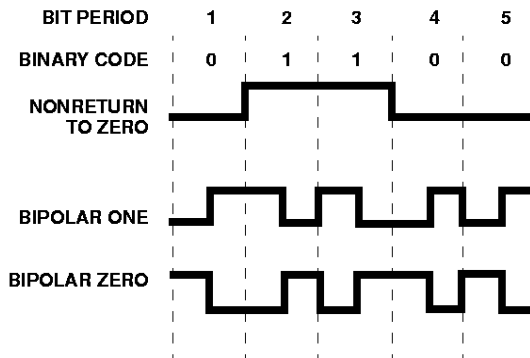 BIT PERIOD 1 2 3 4 5
BINARY CODE 0 1 1 0 0
NONRETURN
TO ZERO
BIPOLAR ONE
BIPOLAR ZERO